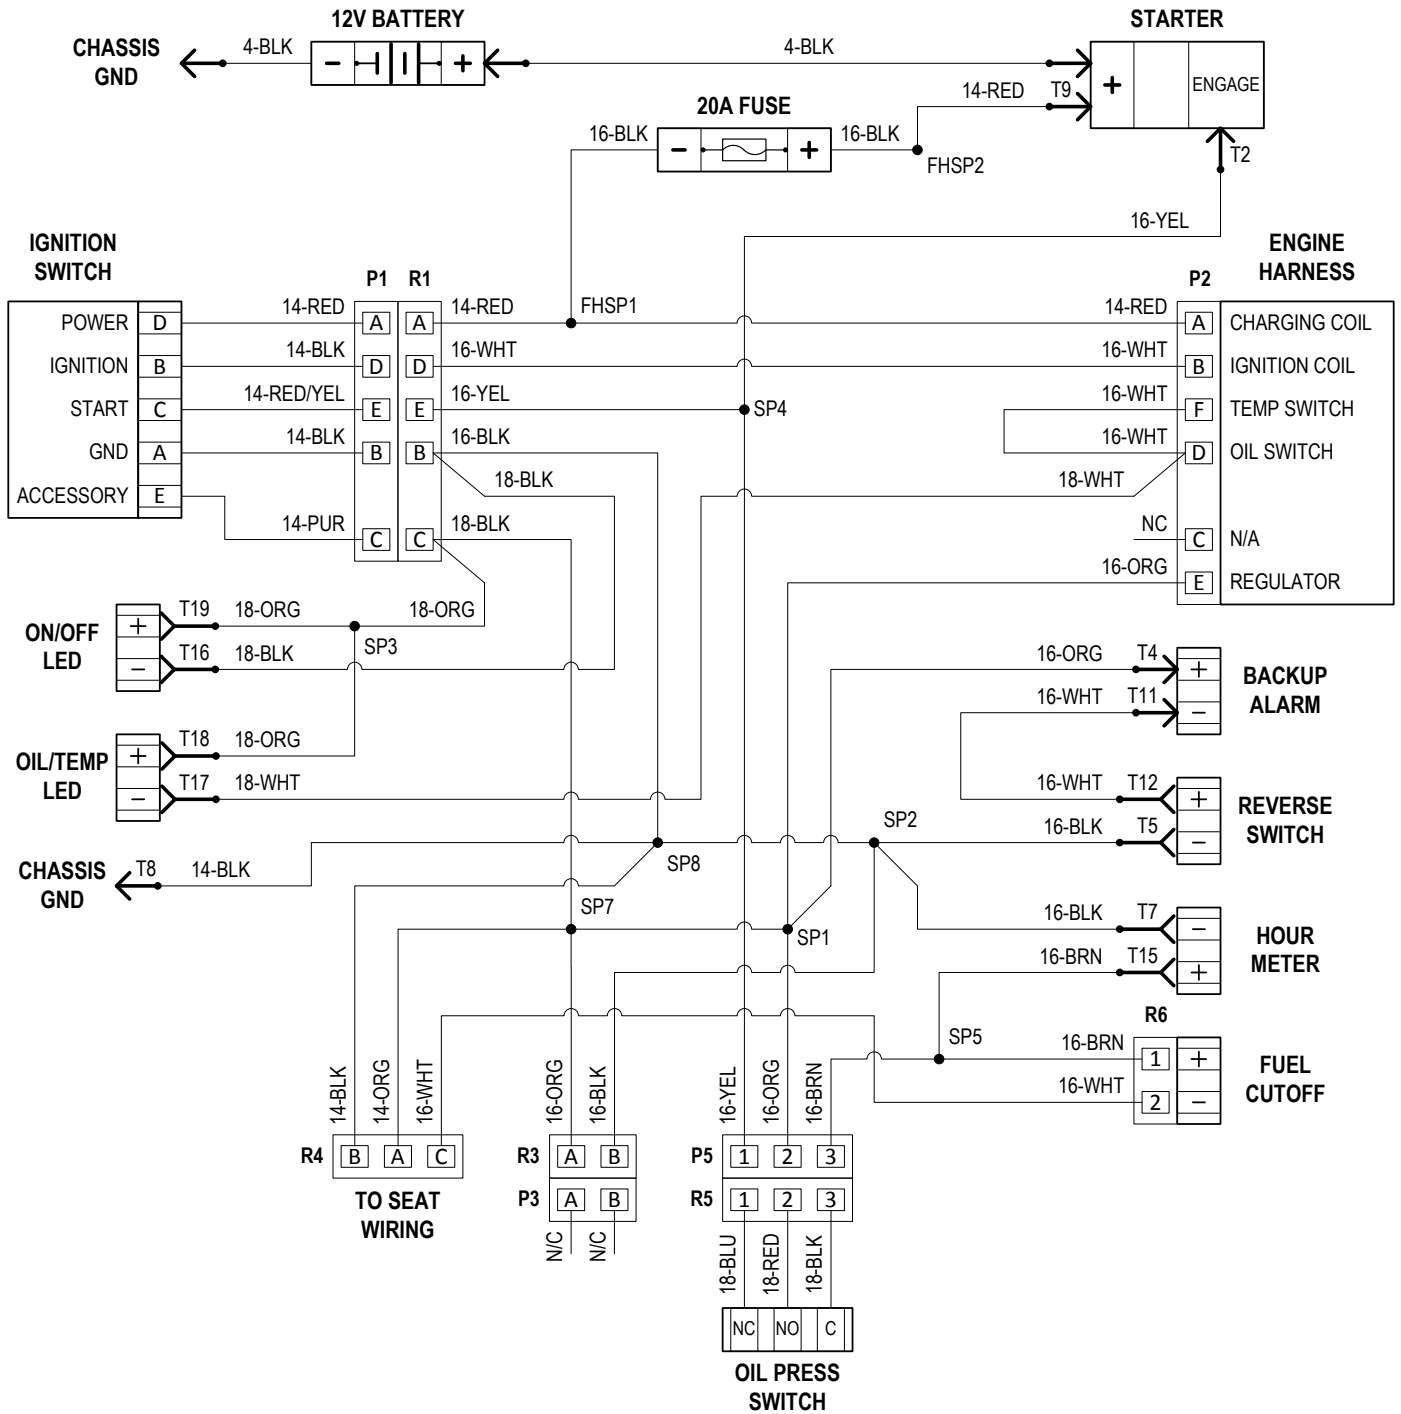 12V BATTERY
STARTER
CHASSIS
GND
4-BLK
-
+
4-BLK
+
ENGAGE
14-RED
T9
20A FUSE
16-BLK
-
+
16-BLK
FHSP2
T2
16-YEL
IGNITION
SWITCH
ENGINE
HARNESS
P1
R1
P2
POWER
D
14-RED
A
A
14-RED
FHSP1
14-RED
A
CHARGING COIL
IGNITION
B
14-BLK
D
D
16-WHT
16-WHT
B
IGNITION COIL
START
C
14-RED/YEL
E
E
16-YEL
SP4
16-WHT
F
TEMP SWITCH
GND
A
14-BLK
B
B
16-BLK
16-WHT
D
OIL SWITCH
ACCESSORY
E
18-BLK
18-WHT
14-PUR
C
C
18-BLK
NC
C
N/A
16-ORG
E
REGULATOR
ON/OFF
LED
+
T19
18-ORG
18-ORG
SP3
-
T16
18-BLK
16-ORG
T4
+
BACKUP
ALARM
16-WHT
T11
-
OIL/TEMP
LED
+
T18
18-ORG
-
T17
18-WHT
16-WHT
T12
+
REVERSE
SWITCH
16-BLK
T5
-
CHASSIS
GND
T8
14-BLK
SP8
SP2
SP7
SP1
16-BLK
T7
-
HOUR
METER
16-BRN
T15
+
R6
SP5
16-BRN
1
+
FUEL
CUTOFF
16-WHT
2
-
14-BLK
14-ORG
16-WHT
16-ORG
16-BLK
16-YEL
16-ORG
16-BRN
R4
B
A
C
R3
A
B
P5
1
2
3
TO SEAT
WIRING
P3
A
B
R5
1
2
3
N/C
N/C
18-BLU
18-RED
18-BLK
NC
NO
C
OIL PRESS
SWITCH